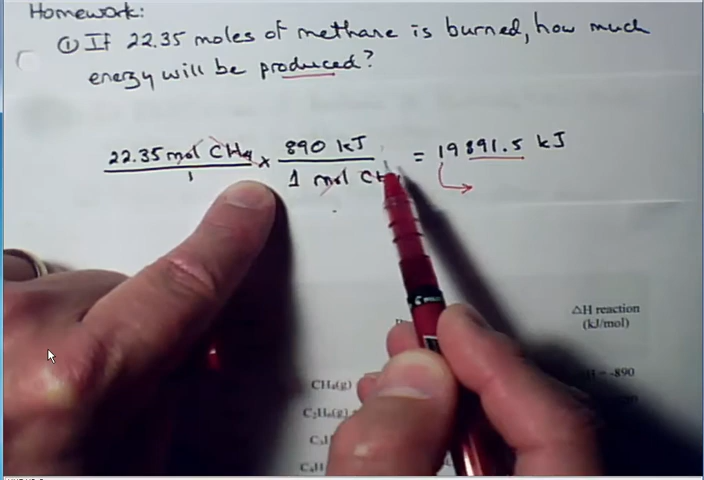 Homework:
① If 22.35 moles of methane is burned, how much
energy will be produced?
22.35 mol CH4 × 890 kJ = 19891.5 kJ
1 1 mol CH
△H reaction
(kJ/mol)
= -890
CH4(g)